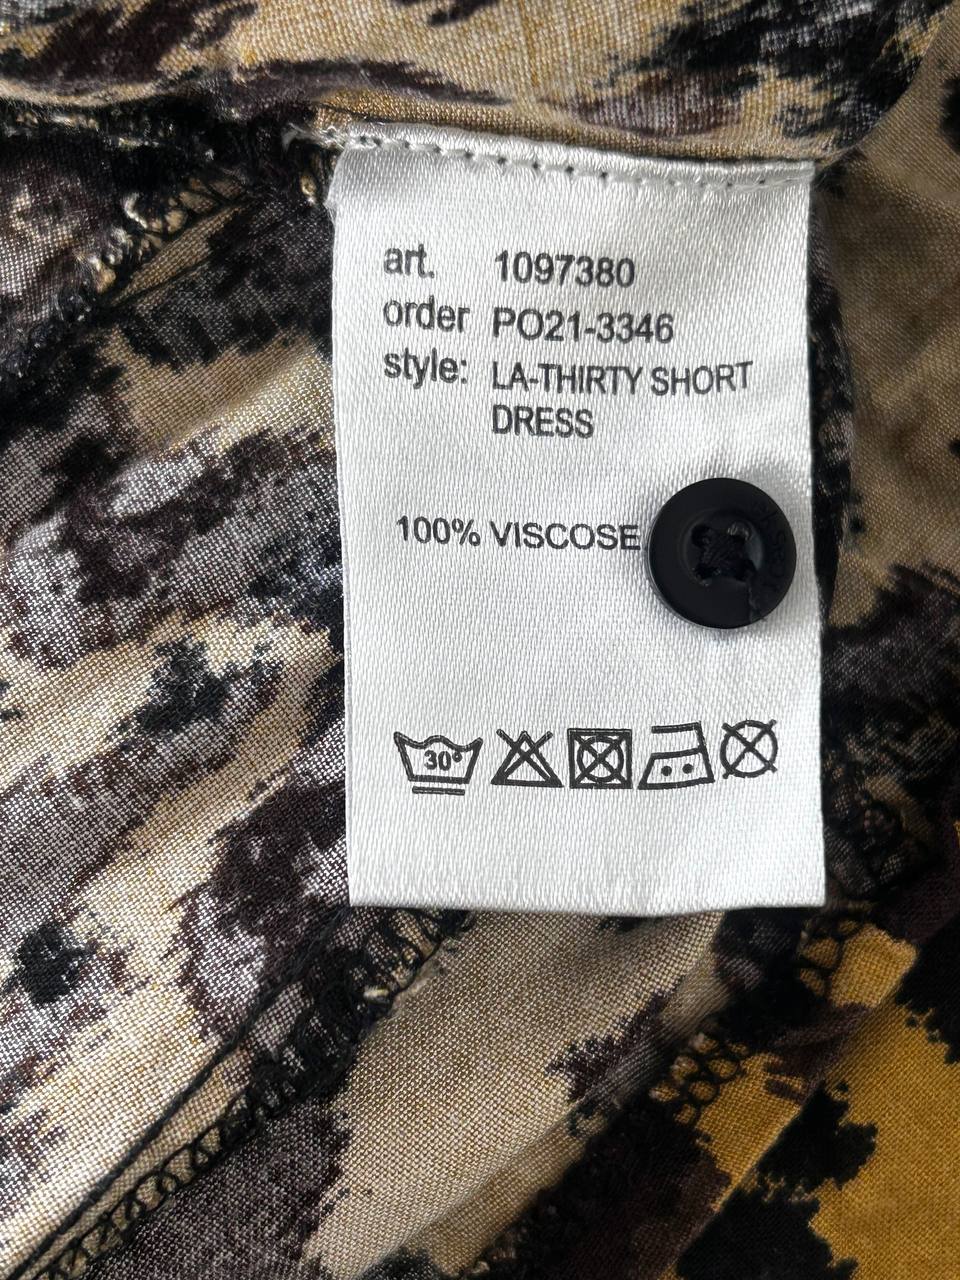 art. 1097380
order PO21-3346
style: LA-THIRTY SHORT
DRESS
100% VISCOSE
30°